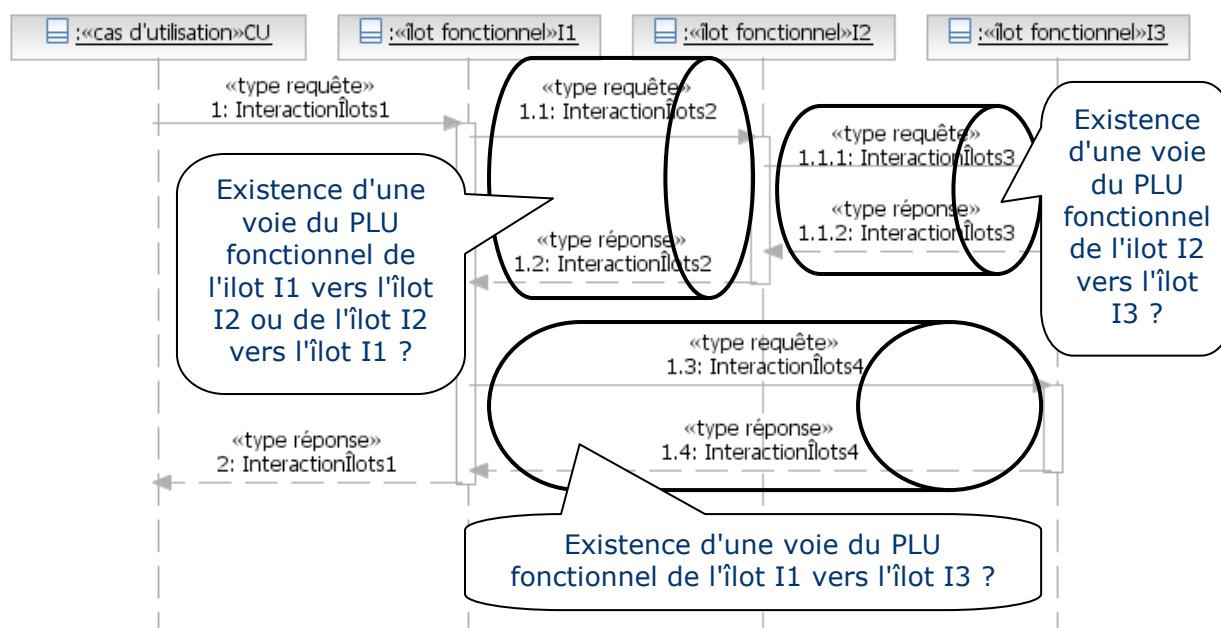 :«cas d'utilisation»CU
:«îlot fonctionnel»I1
:«îlot fonctionnel»I2
:«îlot fonctionnel»I3
«type requête»
1: InteractionÎlots1
«type requête»
1.1: InteractionÎlots2
«type requête»
1.1.1: InteractionÎlots3
Existence
d'une voie
du PLU
fonctionnel
de l'ilot I2
vers l'îlot
I3 ?
Existence d'une
voie du PLU
fonctionnel de
l'ilot I1 vers l'îlot
I2 ou de l'îlot I2
vers l'îlot I1 ?
«type réponse»
1.1.2: InteractionÎlots3
«type réponse»
1.2: InteractionÎlots2
«type requête»
1.3: InteractionÎlots4
«type réponse»
1.4: InteractionÎlots4
«type réponse»
2: InteractionÎlots1
Existence d'une voie du PLU
fonctionnel de l'îlot I1 vers l'îlot I3 ?